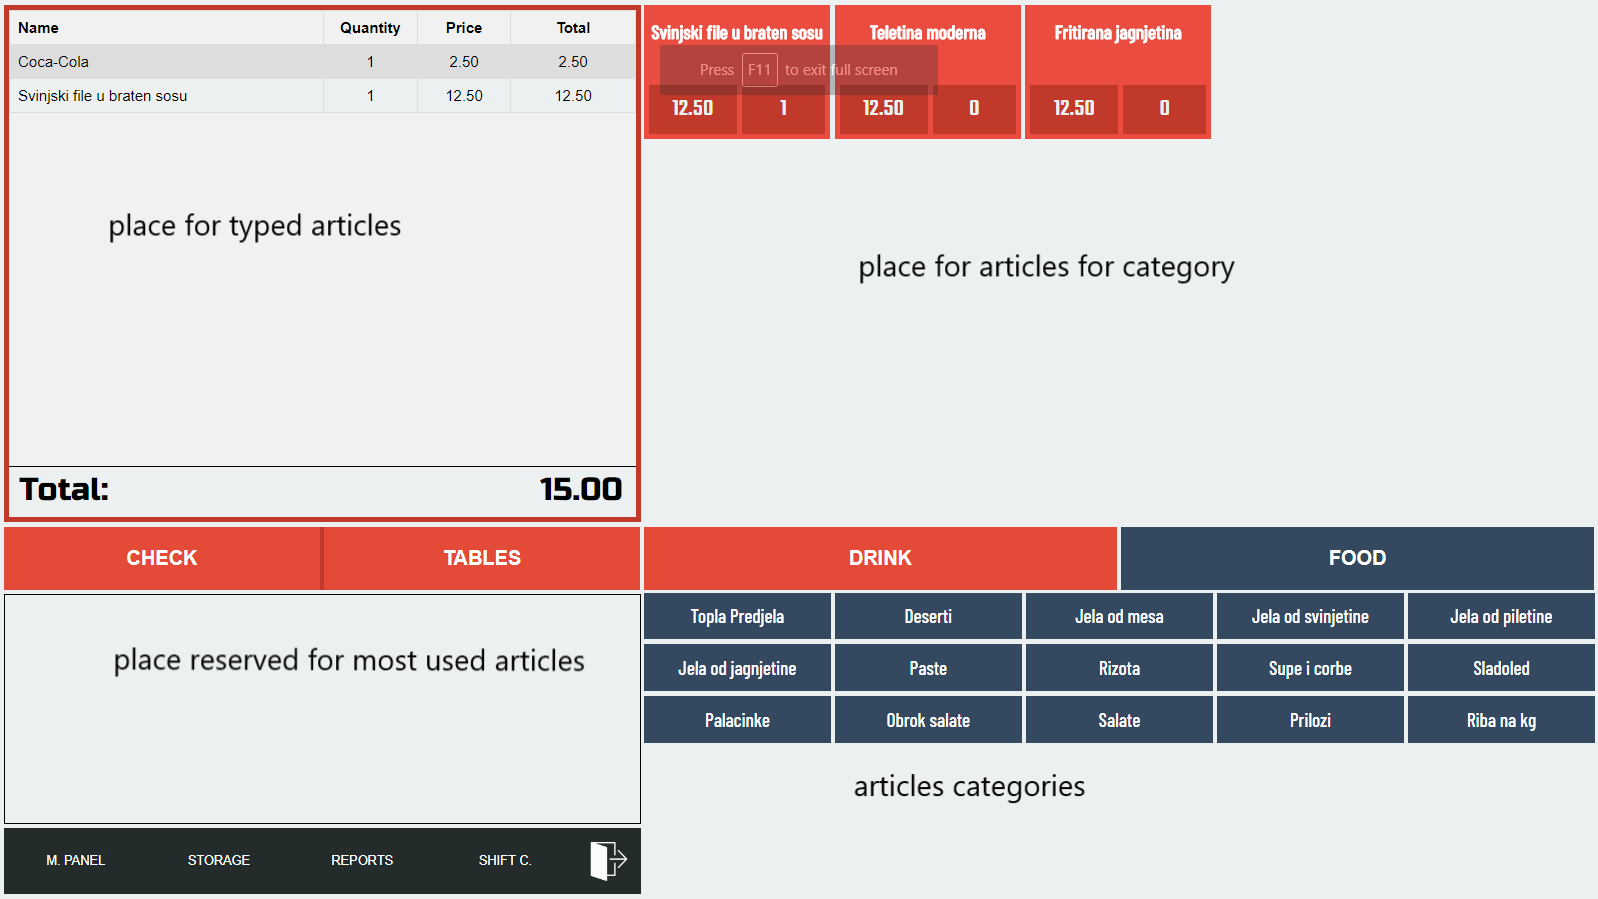 Name Quantity Price Total
Coca-Cola 1 2.50 2.50
Svinjski file u braten sosu 1 12.50 12.50
place for typed articles
Total: 15.00
Svinjski file u braten sosu Teletina moderna Fritirana jagnjetina
Press F11 to exit full screen
12.50 1 12.50 0 12.50 0
place for articles for category
CHECK TABLES DRINK FOOD
place reserved for most used articles
M. PANEL STORAGE REPORTS SHIFT C.
Topla Predjela Deserti Jela od mesa Jela od svinjetine Jela od piletine
Jela od jagnjetine Paste Rizota Supe i corbe Sladoled
Palacinke Obrok salate Salate Prilozi Riba na kg
articles categories